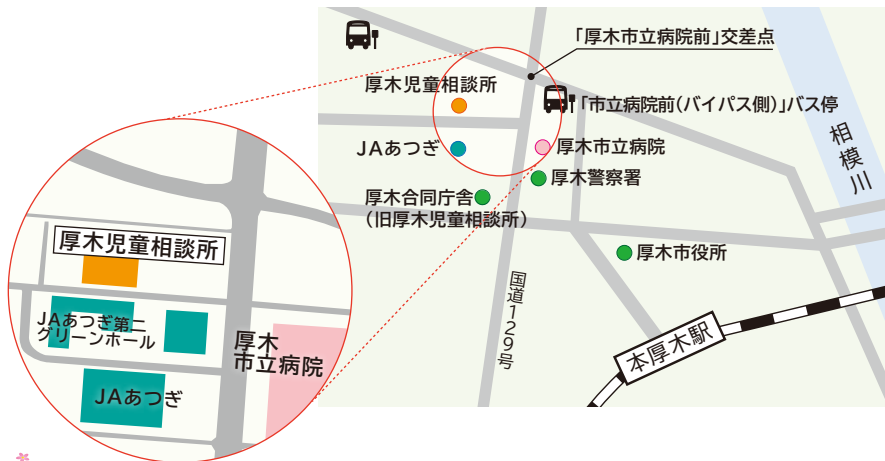 「厚木市立病院前」交差点
厚木児童相談所
「市立病院前(バイパス側)」バス停
JAあつぎ
厚木市立病院
厚木警察署
厚木合同庁舎
(旧厚木児童相談所)
厚木市役所
相模川
国道129号
本厚木駅
厚木児童相談所
JAあつぎ第二
グリーンホール
厚木
市立病院
JAあつぎ